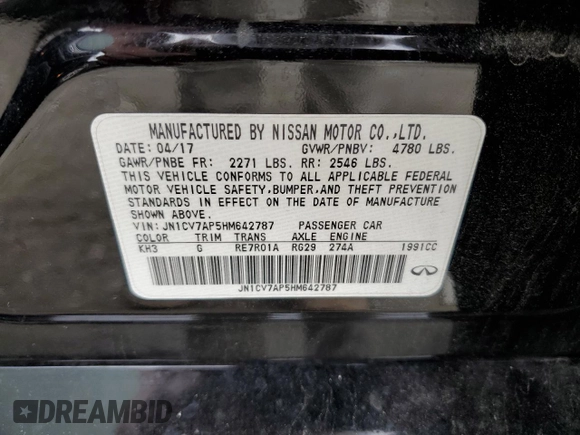 MANUFACTURED BY NISSAN MOTOR CO.,LTD.
DATE: 04/17 GVWR/PNBV: 4780 LBS.
GAWR/PNBE FR: 2271 LBS. RR: 2546 LBS.
THIS VEHICLE CONFORMS TO ALL APPLICABLE FEDERAL
MOTOR VEHICLE SAFETY,BUMPER,AND THEFT PREVENTION
STANDARDS IN EFFECT ON THE DATE OF MANUFACTURE
SHOWN ABOVE.
VIN: JN1CV7AP5HM642787 PASSENGER CAR
COLOR TRIM TRANS AXLE ENGINE
KH3 G RE7R01A RG29 274A 1991CC
JN1CV7AP5HM642787
INFINITI
DREAMBID